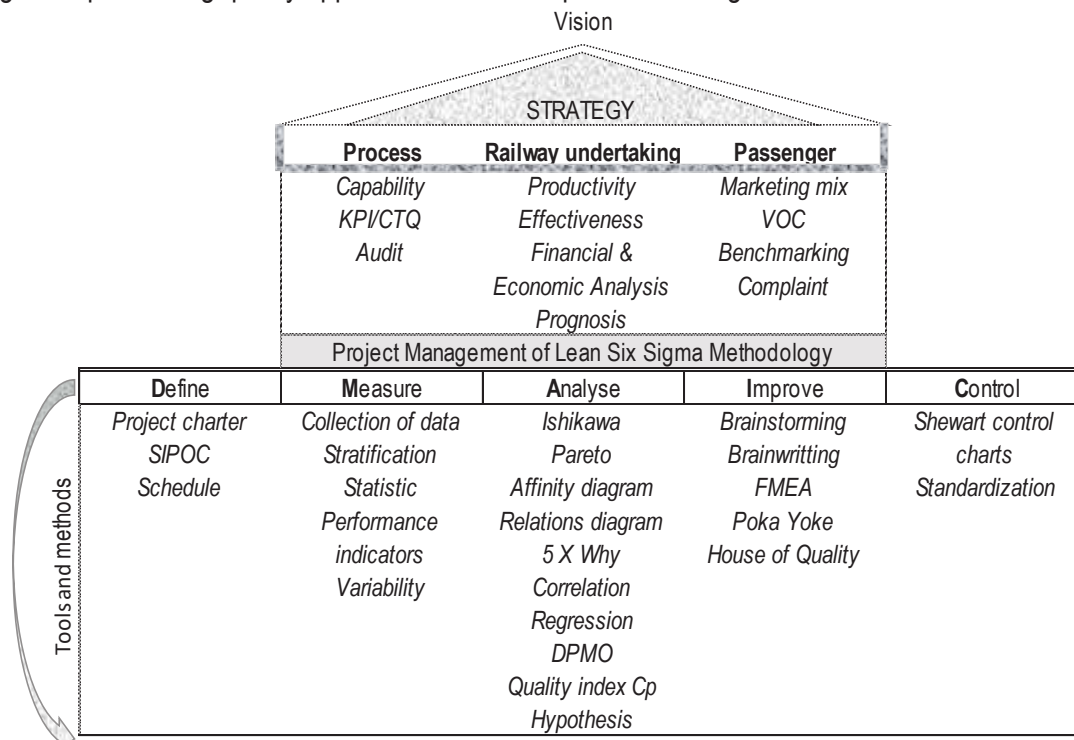 Vision
STRATEGY
Process Railway undertaking Passenger
Capability Productivity Marketing mix
KPI/CTQ Effectiveness VOC
Audit Financial & Benchmarking
Economic Analysis Complaint
Prognosis
Project Management of Lean Six Sigma Methodology
Define Measure Analyse Improve Control
Project charter Collection of data Ishikawa Brainstorming Shewart control
SIPOC Stratification Pareto Brainwritting charts
Schedule Statistic Affinity diagram FMEA Standardization
Performance Relations diagram Poka Yoke
indicators 5 X Why House of Quality
Variability Correlation
Regression
DPMO
Quality index Cp
Hypothesis
Tools and methods